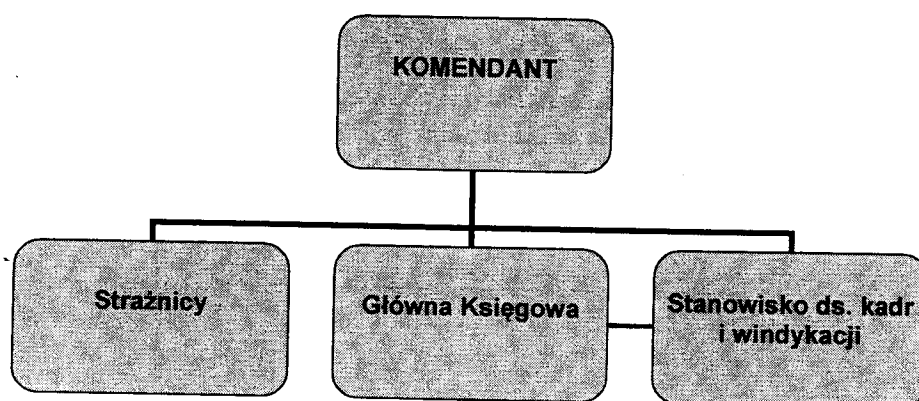 KOMENDANT
Strażnicy
Główna Księgowa
Stanowisko ds. kadr
i windykacji